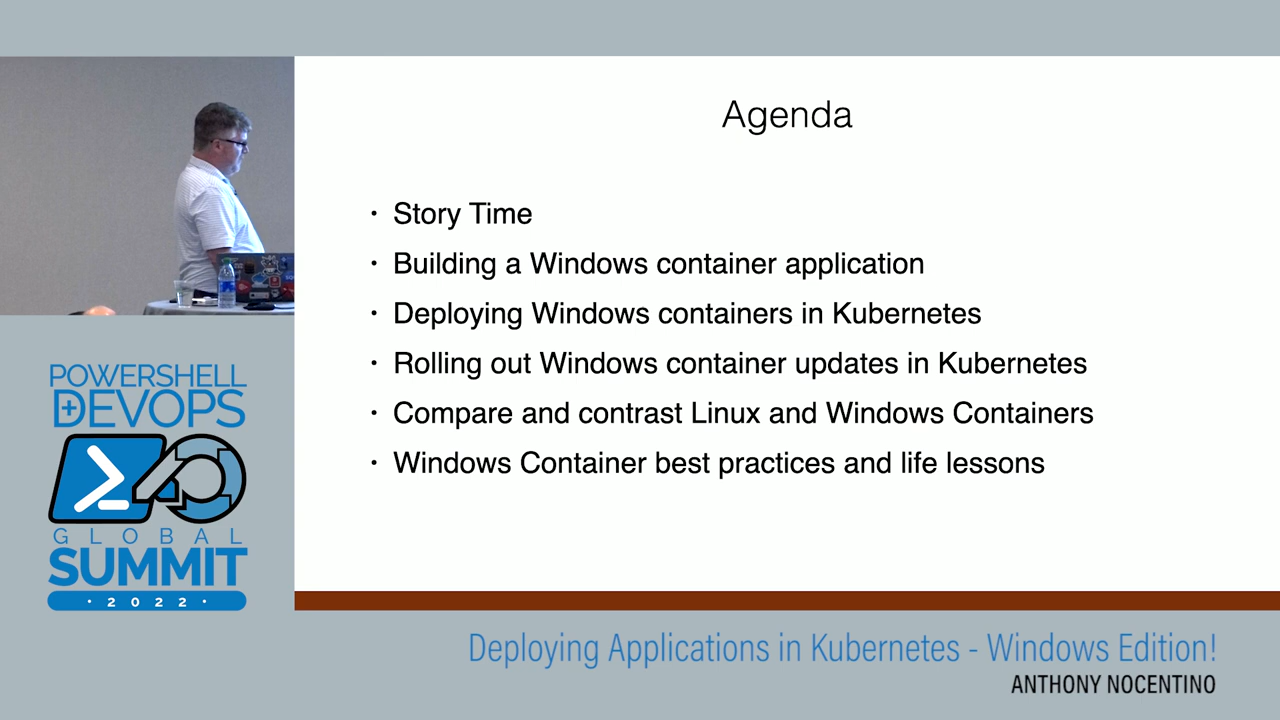 Agenda
· Story Time
· Building a Windows container application
· Deploying Windows containers in Kubernetes
· Rolling out Windows container updates in Kubernetes
· Compare and contrast Linux and Windows Containers
· Windows Container best practices and life lessons
POWERSHELL
+DEVOPS
GLOBAL
SUMMIT
· 2022 ·
Deploying Applications in Kubernetes - Windows Edition!
ANTHONY NOCENTINO